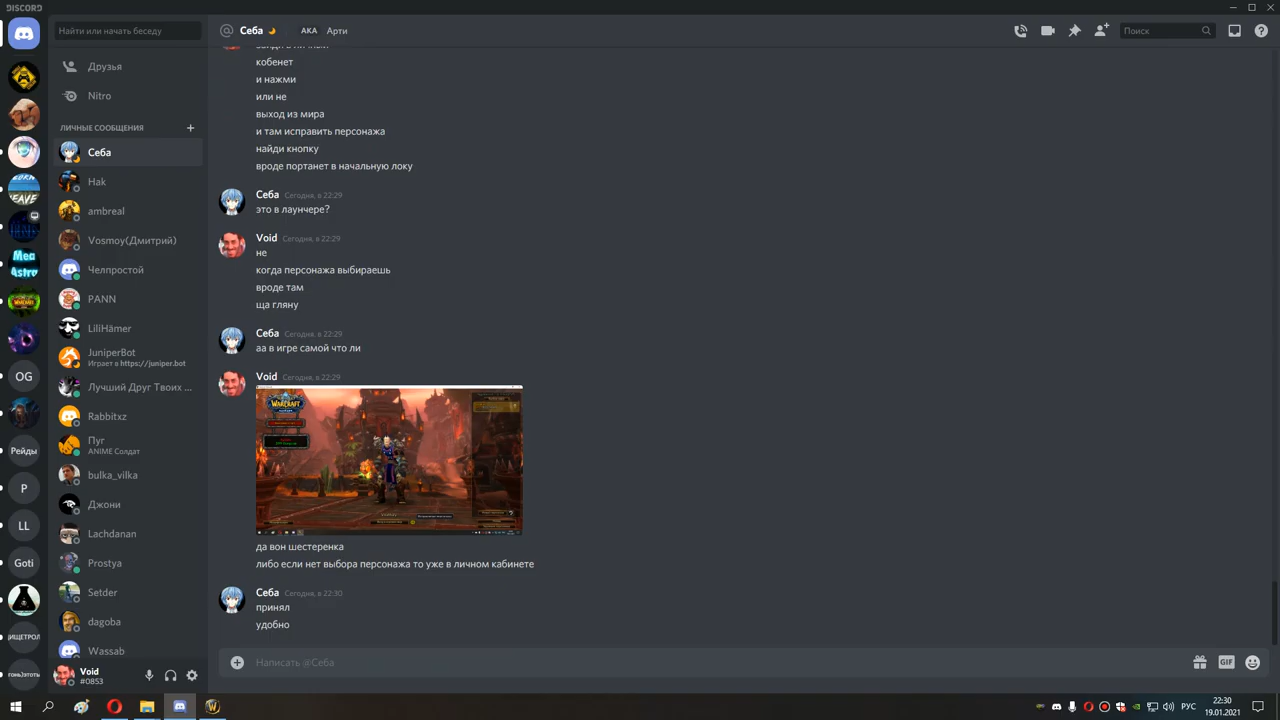 DISCORD
Найти или начать беседу
Себа
AKA
Арти
Поиск
Друзья
Nitro
ЛИЧНЫЕ СООБЩЕНИЯ
Себа
Hak
ambreal
Vosmoy(Дмитрий)
Челпростой
PANN
LiliHämer
JuniperBot
Играет в https://juniper.bot
Лучший Друг Твоих ...
Rabbitxz
Пуг
ANIME Солдат
bulka_vilka
Джони
Lachdanan
Prostya
Setder
dagoba
Wassab
Void
#0853
Mea
Astro
OG
Рейды
P
LL
Goti
кобенет
и нажми
или не
выход из мира
и там исправить персонажа
найди кнопку
вроде портанет в начальную локу
Себа Сегодня, в 22:29
это в лаунчере?
Void Сегодня, в 22:29
не
когда персонажа выбираешь
вроде там
ща гляну
Себа Сегодня, в 22:29
аа в игре самой что ли
Void Сегодня, в 22:29
WARCRAFT
да вон шестеренка
либо если нет выбора персонажа то уже в личном кабинете
Себа Сегодня, в 22:30
принял
удобно
Написать @Себа
GIF
РУС
22:30
19.01.2021